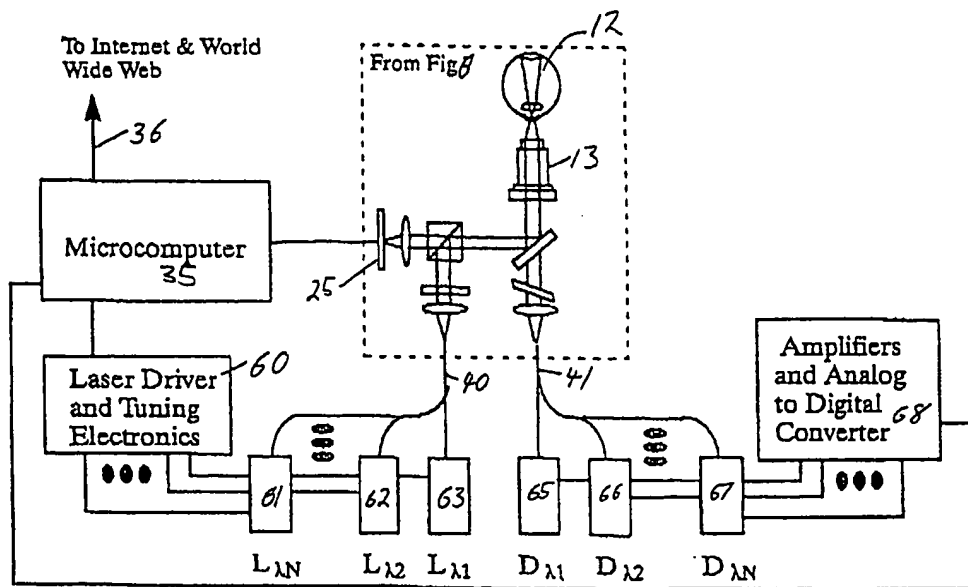 To Internet & World
Wide Web
36
From Fig 8
12
13
Microcomputer
35
25
60
Laser Driver
and Tuning
Electronics
40
41
Amplifiers
and Analog
to Digital
Converter 68
61
62
63
65
66
67
LλN
Lλ2
Lλ1
Dλ1
Dλ2
DλN